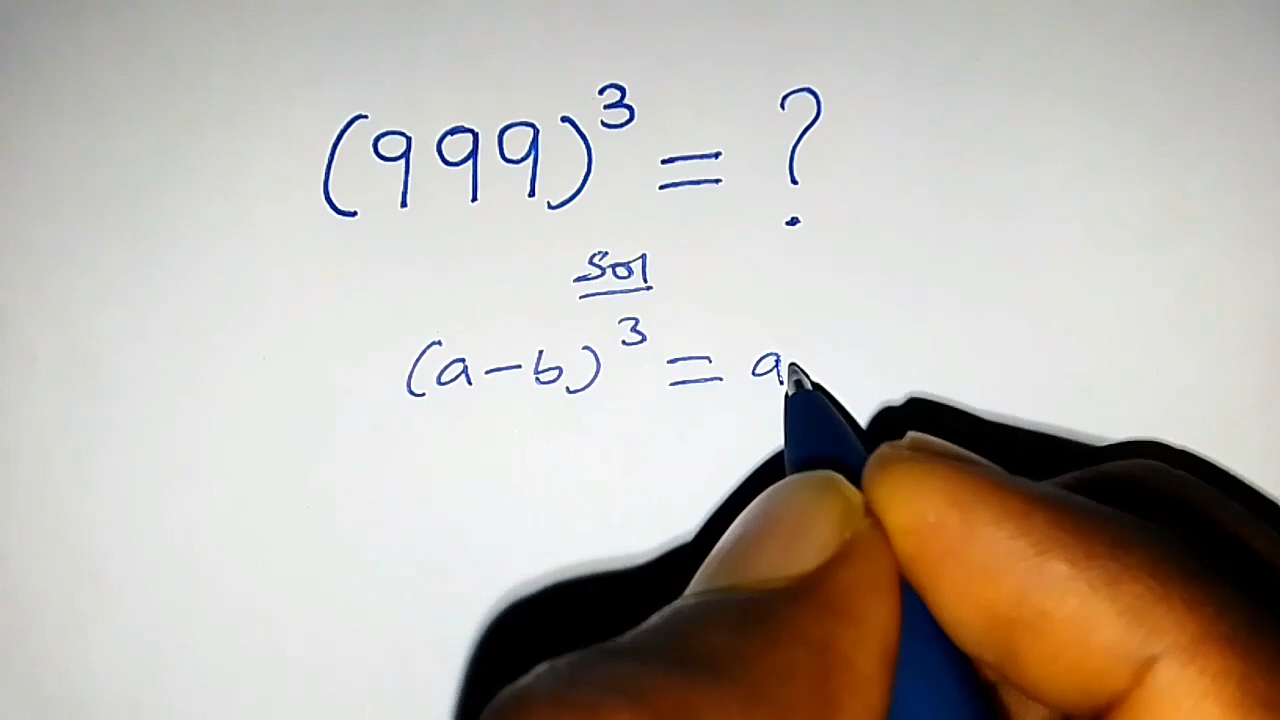 (999)³ = ?
Sol
(a-b)³ = a